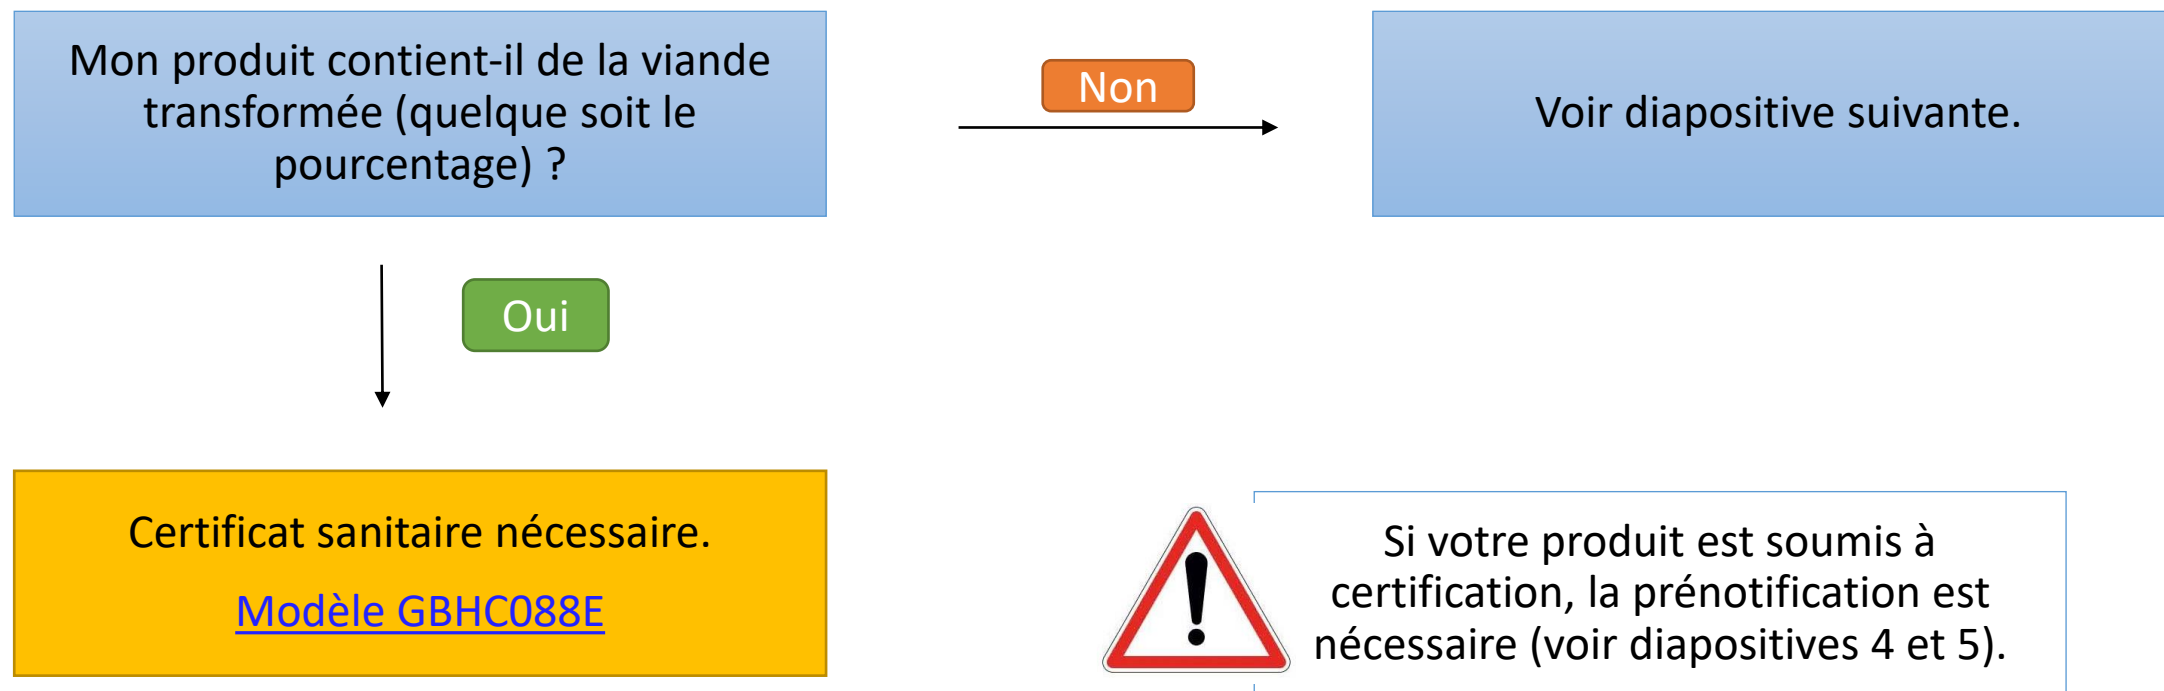 Mon produit contient-il de la viande
transformée (quelque soit le
pourcentage) ?
Non
Voir diapositive suivante.
Oui
Certificat sanitaire nécessaire.
Modèle GBHC088E
Si votre produit est soumis à
certification, la prénotification est
nécessaire (voir diapositives 4 et 5).